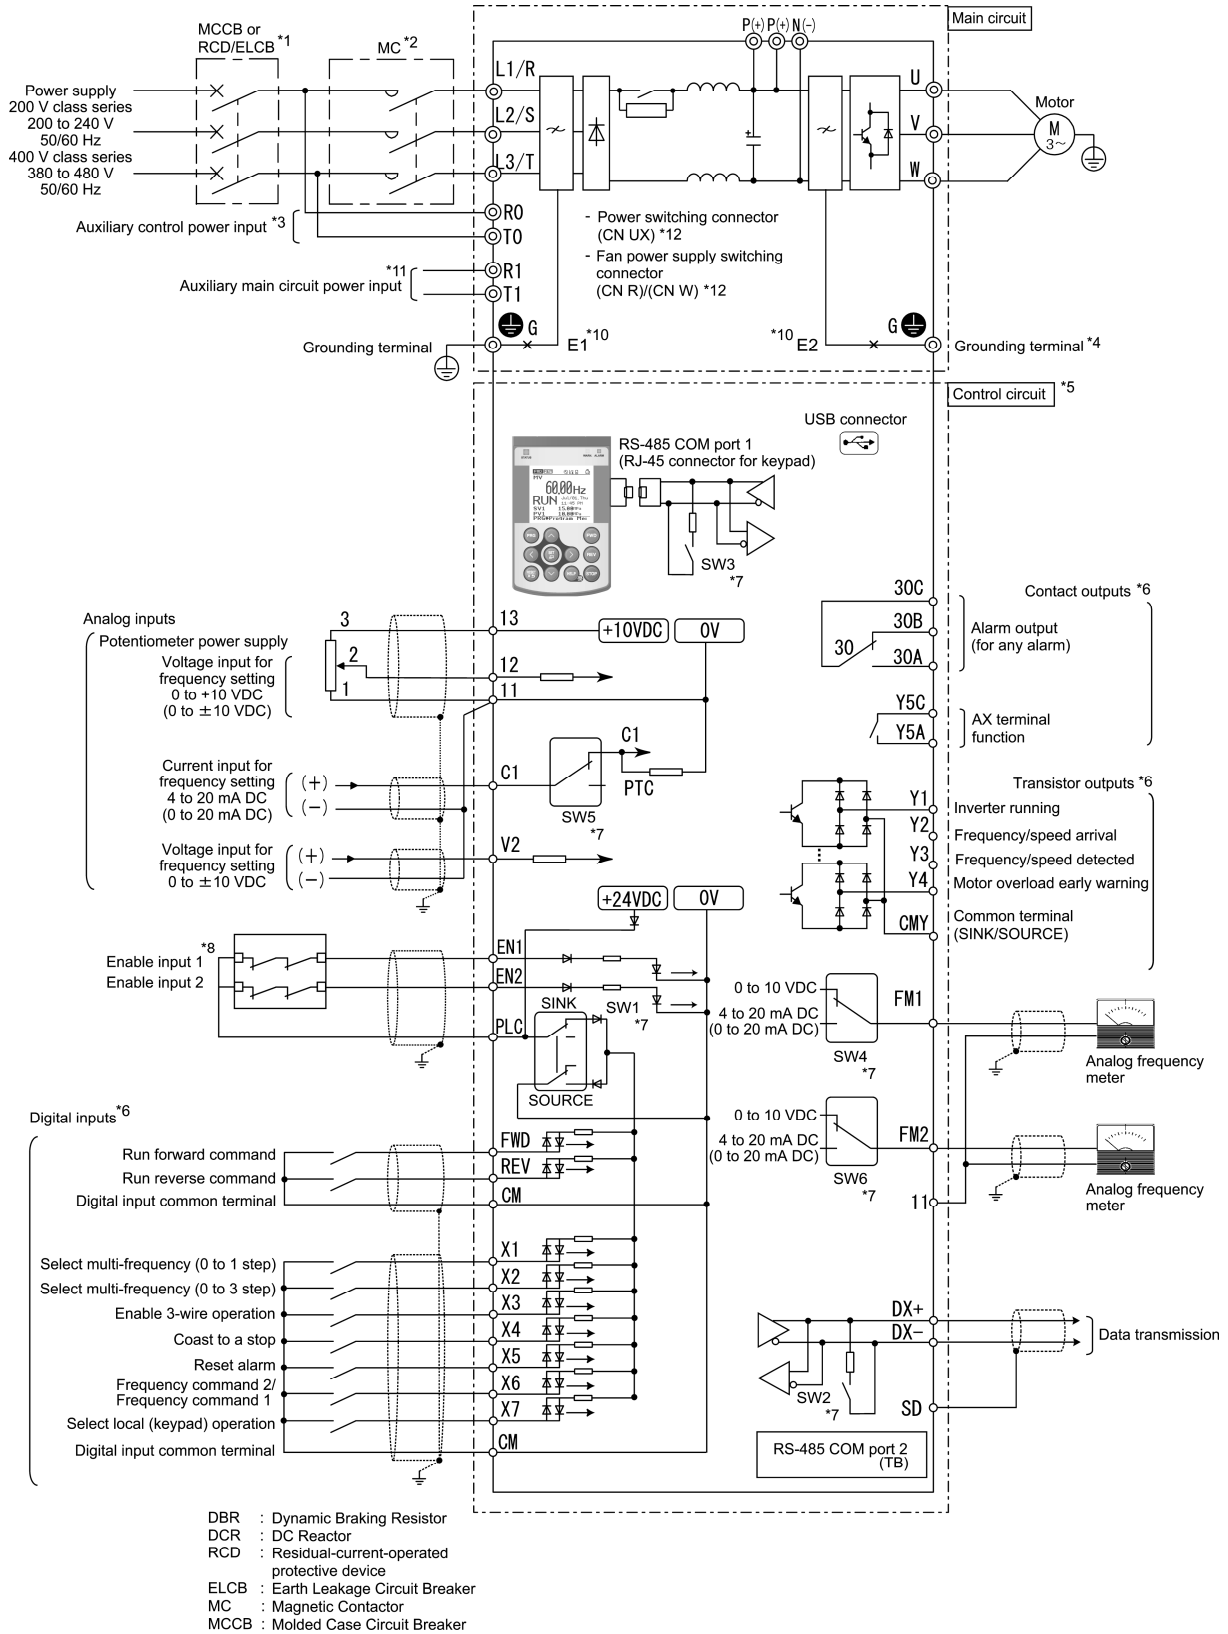 Main circuit
P(+) P(+) N(-)
MCCB or
RCD/ELCB *1
MC *2
L1/R
L2/S
L3/T
Power supply
200 V class series
200 to 240 V
50/60 Hz
400 V class series
380 to 480 V
50/60 Hz
U
V
W
Motor
M
3~
+
R0
T0
Auxiliary control power input *3
R1
T1
*11
Auxiliary main circuit power input
- Power switching connector
(CN UX) *12
- Fan power supply switching
connector
(CN R)/(CN W) *12
G
E1 *10
*10 E2
G
Grounding terminal
Grounding terminal *4
Control circuit *5
USB connector
RS-485 COM port 1
(RJ-45 connector for keypad)
60.00Hz
RUN
SW3
*7
30C
30B
30A
30
Contact outputs *6
Alarm output
(for any alarm)
Y5C
Y5A
AX terminal
function
Analog inputs
Potentiometer power supply
Voltage input for
frequency setting
0 to +10 VDC
(0 to ±10 VDC)
3
2
1
13
12
11
+10VDC
0V
C1
PTC
Current input for
frequency setting
4 to 20 mA DC
(0 to 20 mA DC)
(+)
(-)
C1
SW5
*7
Voltage input for
frequency setting
0 to ±10 VDC
(+)
(-)
V2
Transistor outputs *6
Y1
Inverter running
Y2
Frequency/speed arrival
Y3
Frequency/speed detected
Y4
Motor overload early warning
CMY
Common terminal
(SINK/SOURCE)
+24VDC
0V
*8
Enable input 1
Enable input 2
EN1
EN2
PLC
SINK
SW1
*7
SOURCE
0 to 10 VDC
4 to 20 mA DC
(0 to 20 mA DC)
SW4
*7
FM1
Analog frequency
meter
0 to 10 VDC
4 to 20 mA DC
(0 to 20 mA DC)
SW6
*7
FM2
11
Analog frequency
meter
Digital inputs *6
Run forward command
FWD
Run reverse command
REV
Digital input common terminal
CM
Select multi-frequency (0 to 1 step)
X1
Select multi-frequency (0 to 3 step)
X2
Enable 3-wire operation
X3
Coast to a stop
X4
Reset alarm
X5
Frequency command 2/
Frequency command 1
X6
Select local (keypad) operation
X7
Digital input common terminal
CM
DX+
DX-
Data transmission
SW2
*7
SD
RS-485 COM port 2
(TB)
DBR : Dynamic Braking Resistor
DCR : DC Reactor
RCD : Residual-current-operated
protective device
ELCB : Earth Leakage Circuit Breaker
MC : Magnetic Contactor
MCCB : Molded Case Circuit Breaker